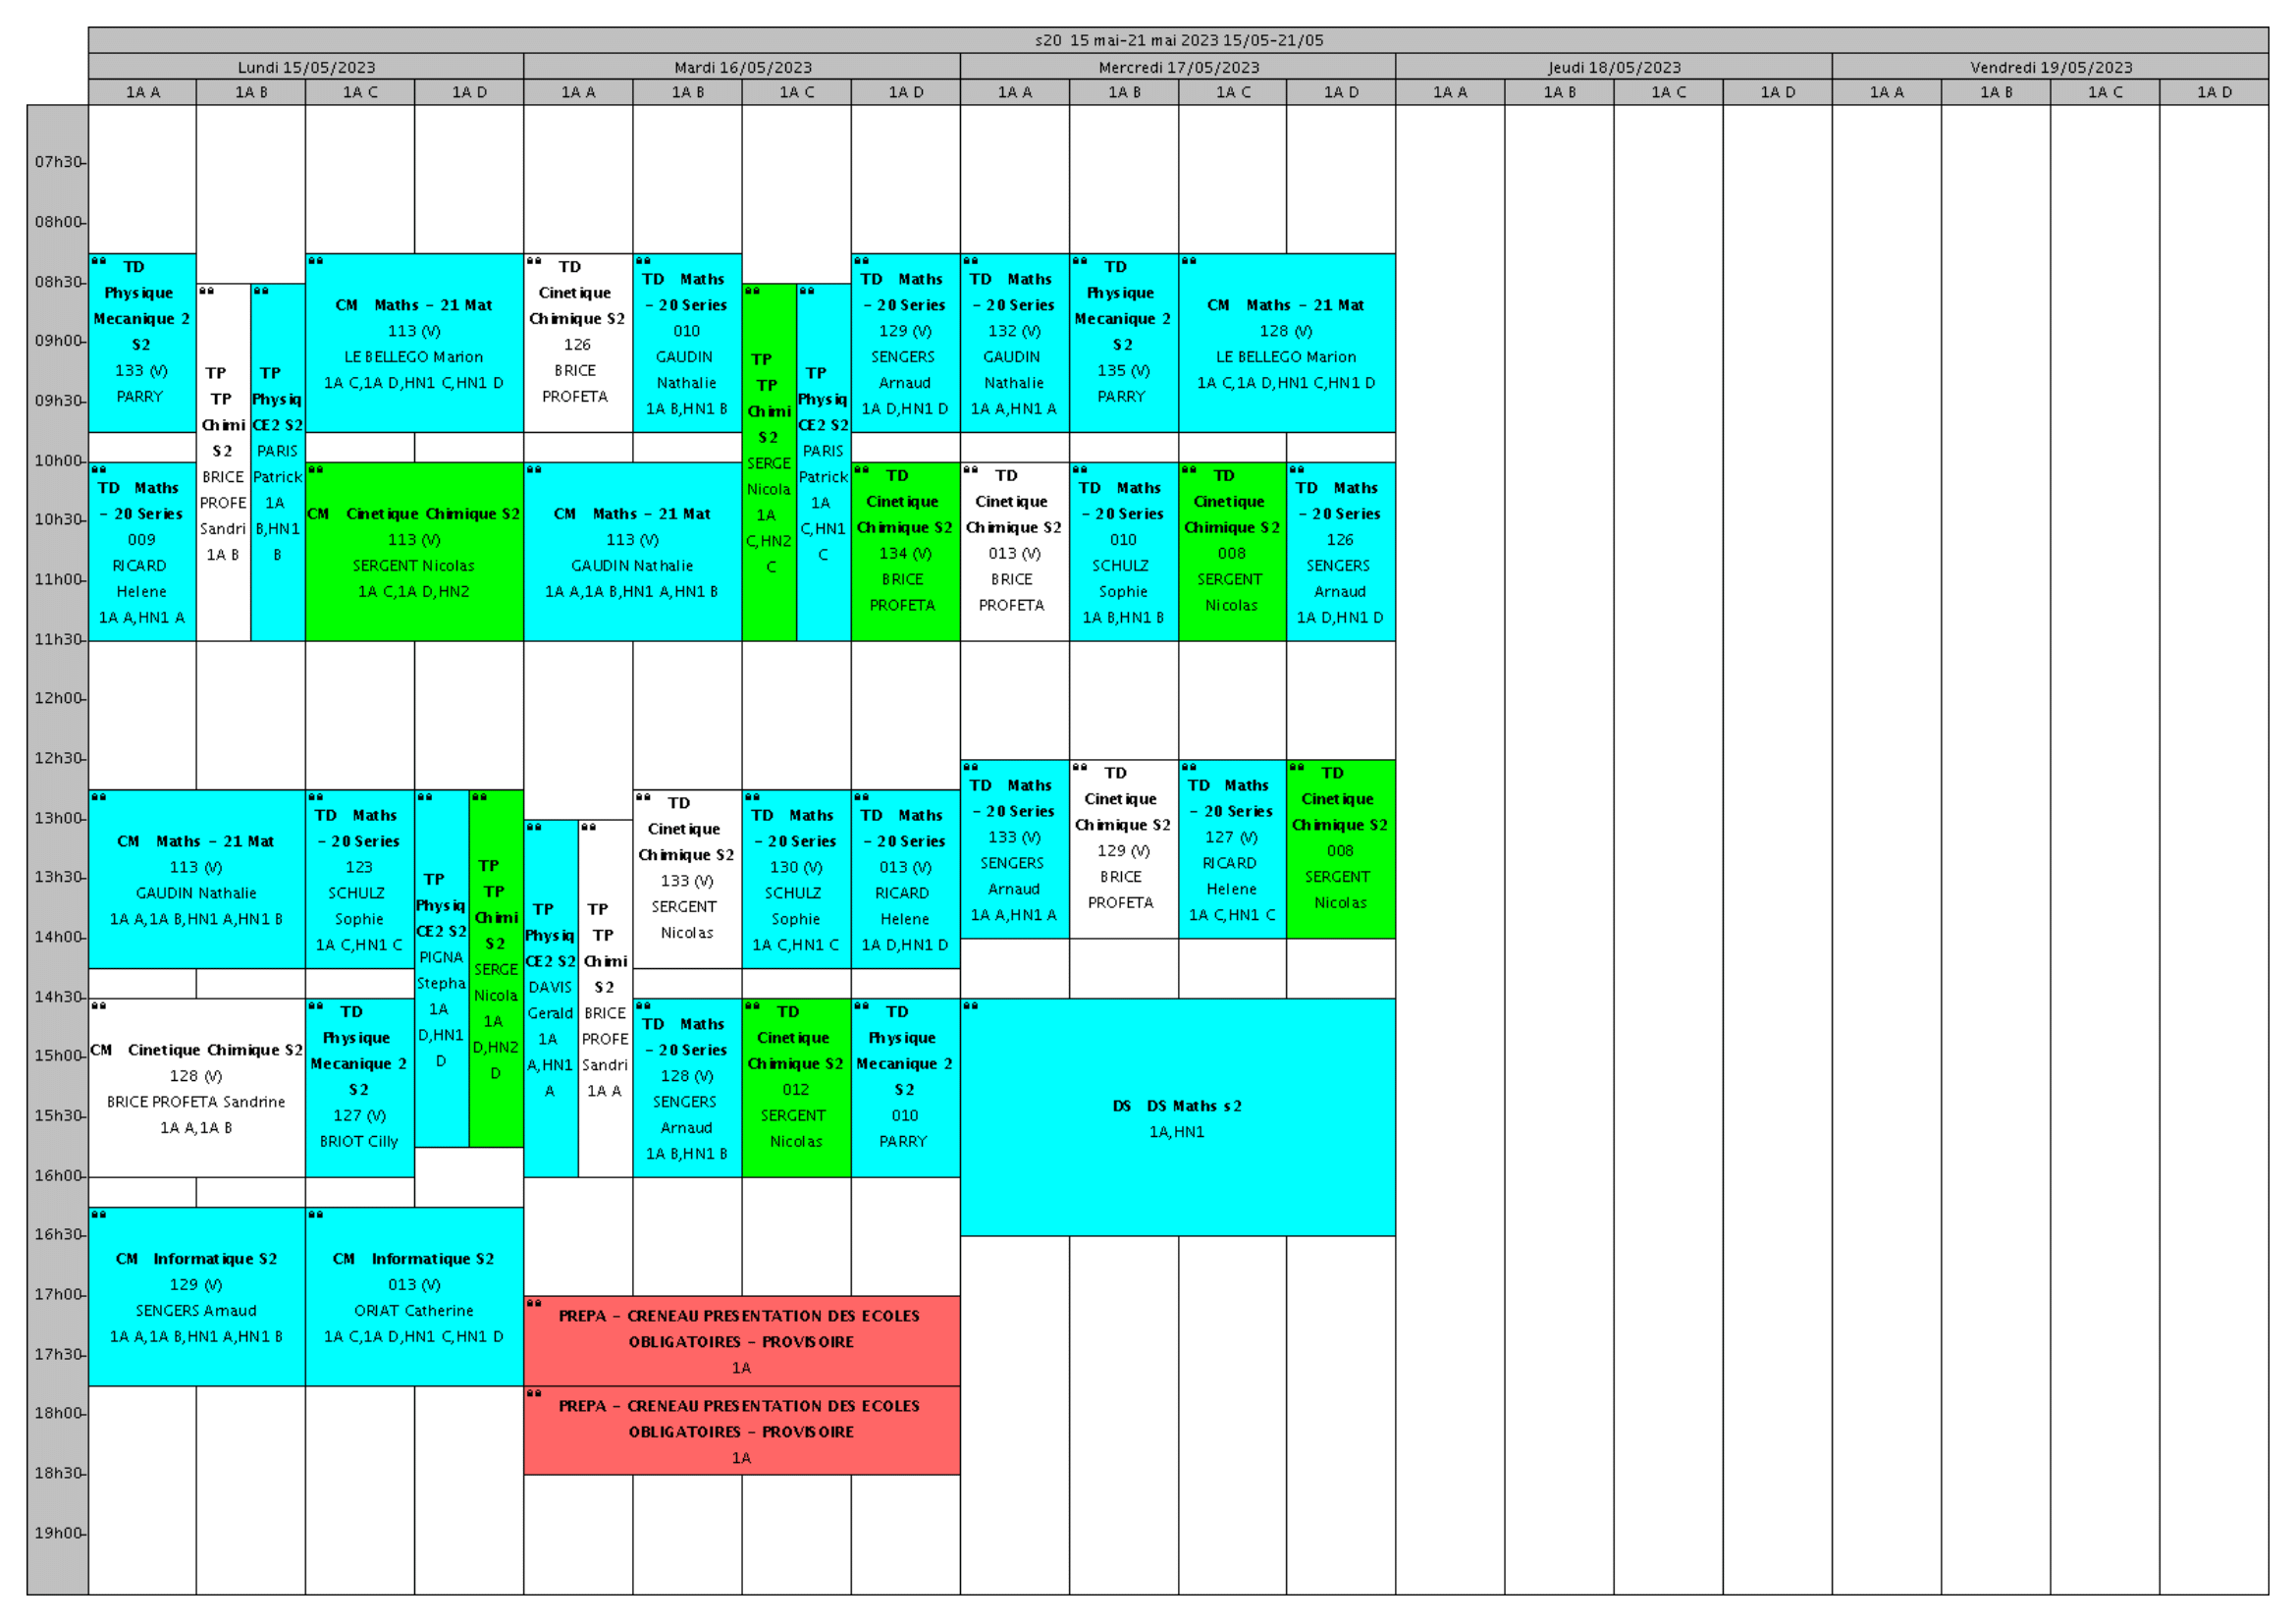 s20 15 mai-21 mai 2023 15/05-21/05
Lundi 15/05/2023
Mardi 16/05/2023
Mercredi 17/05/2023
Jeudi 18/05/2023
Vendredi 19/05/2023
1A A
1A B
1A C
1A D
1A A
1A B
1A C
1A D
1A A
1A B
1A C
1A D
1A A
1A B
1A C
1A D
1A A
1A B
1A C
1A D
07h30
08h00
08h30
09h00
09h30
10h00
10h30
11h00
11h30
12h00
12h30
13h00
13h30
14h00
14h30
15h00
15h30
16h00
16h30
17h00
17h30
18h00
18h30
19h00
TD
Physique
Mecanique 2
S2
133 (V)
PARRY
TD Maths
- 20 Series
009
RICARD
Helene
1A A,HN1 A
TP
TP
Chimi
S2
BRICE
PROFE
Sandri
1A B
TP
Physiq
CE2 S2
PARIS
Patrick
1A
B,HN1
B
CM Maths - 21 Mat
113 (V)
LE BELLEGO Marion
1A C,1A D,HN1 C,HN1 D
CM Cinetique Chimique S2
113 (V)
SERGENT Nicolas
1A C,1A D,HN2
CM Maths - 21 Mat
113 (V)
GAUDIN Nathalie
1A A,1A B,HN1 A,HN1 B
TD Maths
- 20 Series
123
SCHULZ
Sophie
1A C,HN1 C
TP
Physiq
CE2 S2
PIGNA
Stepha
1A
D,HN1
D
TP
TP
Chimi
S2
SERGE
Nicola
1A
D,HN2
D
CM Cinetique Chimique S2
128 (V)
BRICE PROFETA Sandrine
1A A,1A B
TD
Physique
Mecanique 2
S2
127 (V)
BRIOT Cilly
CM Informatique S2
129 (V)
SENGERS Arnaud
1A A,1A B,HN1 A,HN1 B
CM Informatique S2
013 (V)
ORIAT Catherine
1A C,1A D,HN1 C,HN1 D
TD
Cinetique
Chimique S2
126
BRICE
PROFETA
TD Maths
- 20 Series
010
GAUDIN
Nathalie
1A B,HN1 B
TP
TP
Chimi
S2
SERGE
Nicola
1A
C,HN2
C
TP
Physiq
CE2 S2
PARIS
Patrick
1A
C,HN1
C
TD Maths
- 20 Series
129 (V)
SENGERS
Arnaud
1A D,HN1 D
CM Maths - 21 Mat
113 (V)
GAUDIN Nathalie
1A A,1A B,HN1 A,HN1 B
TD
Cinetique
Chimique S2
134 (V)
BRICE
PROFETA
TP
Physiq
CE2 S2
DAVIS
Gerald
1A
A,HN1
A
TP
TP
Chimi
S2
BRICE
PROFE
Sandri
1A A
TD
Cinetique
Chimique S2
133 (V)
SERGENT
Nicolas
TD Maths
- 20 Series
130 (V)
SCHULZ
Sophie
1A C,HN1 C
TD Maths
- 20 Series
013 (V)
RICARD
Helene
1A D,HN1 D
TD Maths
- 20 Series
128 (V)
SENGERS
Arnaud
1A B,HN1 B
TD
Cinetique
Chimique S2
012
SERGENT
Nicolas
TD
Physique
Mecanique 2
S2
010
PARRY
PREPA - CRENEAU PRESENTATION DES ECOLES
OBLIGATOIRES - PROVISOIRE
1A
PREPA - CRENEAU PRESENTATION DES ECOLES
OBLIGATOIRES - PROVISOIRE
1A
TD Maths
- 20 Series
132 (V)
GAUDIN
Nathalie
1A A,HN1 A
TD
Physique
Mecanique 2
S2
135 (V)
PARRY
CM Maths - 21 Mat
128 (V)
LE BELLEGO Marion
1A C,1A D,HN1 C,HN1 D
TD
Cinetique
Chimique S2
013 (V)
BRICE
PROFETA
TD Maths
- 20 Series
010
SCHULZ
Sophie
1A B,HN1 B
TD
Cinetique
Chimique S2
008
SERGENT
Nicolas
TD Maths
- 20 Series
126
SENGERS
Arnaud
1A D,HN1 D
TD Maths
- 20 Series
133 (V)
SENGERS
Arnaud
1A A,HN1 A
TD
Cinetique
Chimique S2
129 (V)
BRICE
PROFETA
TD Maths
- 20 Series
127 (V)
RICARD
Helene
1A C,HN1 C
TD
Cinetique
Chimique S2
008
SERGENT
Nicolas
DS DS Maths s2
1A,HN1